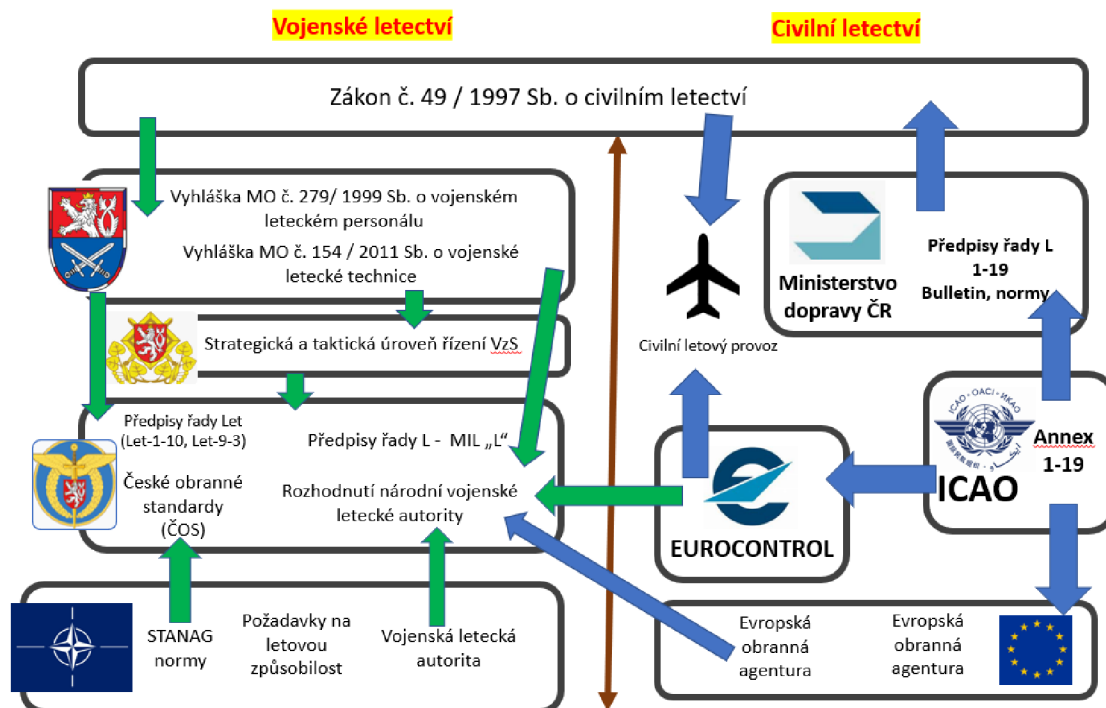 Vojenské letectví
Civilní letectví
Zákon č. 49 / 1997 Sb. o civilním letectví
Vyhláška MO č. 279/ 1999 Sb. o vojenském
leteckém personálu
Vyhláška MO č. 154 / 2011 Sb. o vojenské
letecké technice
Strategická a taktická úroveň řízení VzS
Předpisy řady Let
(Let-1-10, Let-9-3)
České obranné
standardy
(ČOS)
Předpisy řady L - MIL „L“
Rozhodnutí národní vojenské
letecké autority
STANAG
normy
Požadavky na
letovou
způsobilost
Vojenská letecká
autorita
Civilní letový provoz
Ministerstvo
dopravy ČR
Předpisy řady L
1-19
Bulletin, normy
EUROCONTROL
ICAO · OACI · ИКАО
ICAO
Annex
1-19
Evropská
obranná
agentura
Evropská
obranná
agentura